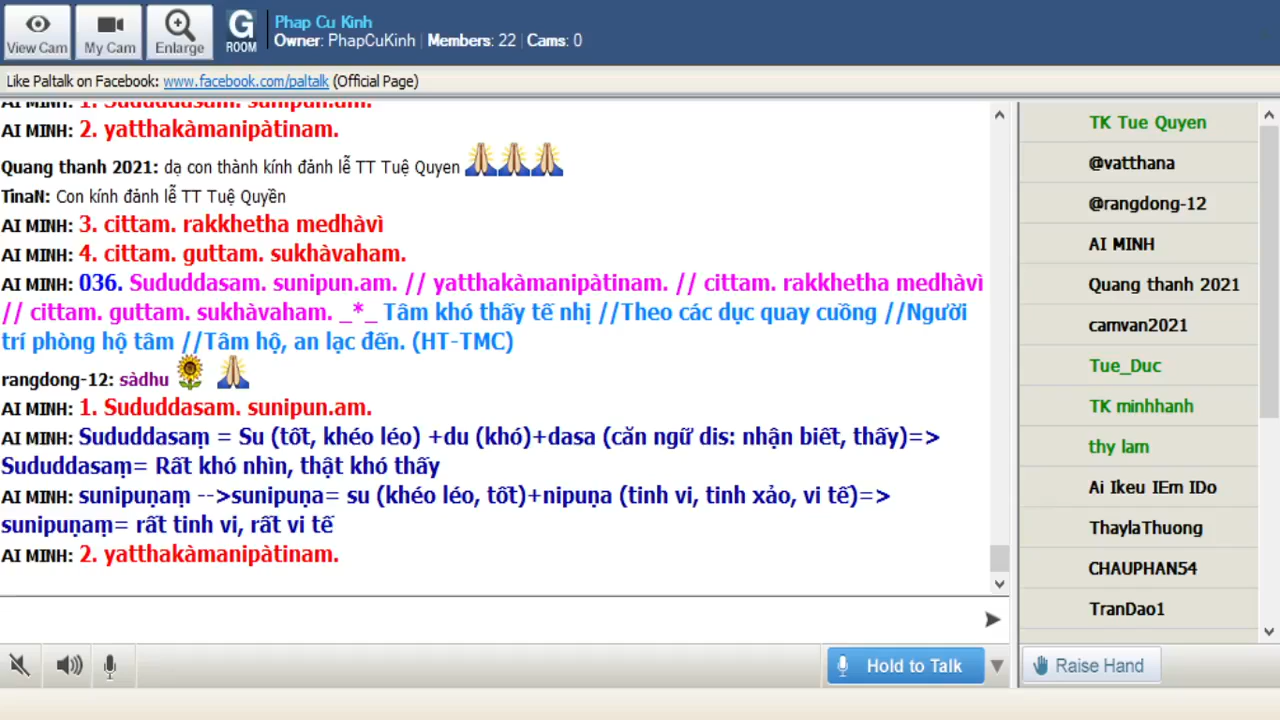 View Cam
My Cam
Enlarge
G
ROOM
Phap Cu Kinh
Owner: PhapCuKinh | Members: 22 | Cams: 0
Like Paltalk on Facebook: www.facebook.com/paltalk (Official Page)
AI MINH: 1. Sududdasam. sunipun.am.
AI MINH: 2. yatthakàmanipàtinam.
Quang thanh 2021: dạ con thành kính đảnh lễ TT Tuệ Quyen
TinaN: Con kính đảnh lễ TT Tuệ Quyền
AI MINH: 3. cittam. rakkhetha medhàvì
AI MINH: 4. cittam. guttam. sukhàvaham.
AI MINH: 036. Sududdasam. sunipun.am. // yatthakàmanipàtinam. // cittam. rakkhetha medhàvì
// cittam. guttam. sukhàvaham. _*_ Tâm khó thấy tế nhị //Theo các dục quay cuồng //Người
trí phòng hộ tâm //Tâm hộ, an lạc đến. (HT-TMC)
rangdong-12: sàdhu
AI MINH: 1. Sududdasam. sunipun.am.
AI MINH: Sududdasaṃ = Su (tốt, khéo léo) +du (khó)+dasa (căn ngữ dis: nhận biết, thấy)=>
Sududdasaṃ= Rất khó nhìn, thật khó thấy
AI MINH: sunipuṇaṃ -->sunipuṇa= su (khéo léo, tốt)+nipuṇa (tinh vi, tinh xảo, vi tế)=>
sunipuṇaṃ= rất tinh vi, rất vi tế
AI MINH: 2. yatthakàmanipàtinam.
Hold to Talk
TK Tue Quyen
@vatthana
@rangdong-12
AI MINH
Quang thanh 2021
camvan2021
Tue_Duc
TK minhhanh
thy lam
Ai Ikeu IEm IDo
ThaylaThuong
CHAUPHAN54
TranDao1
Raise Hand